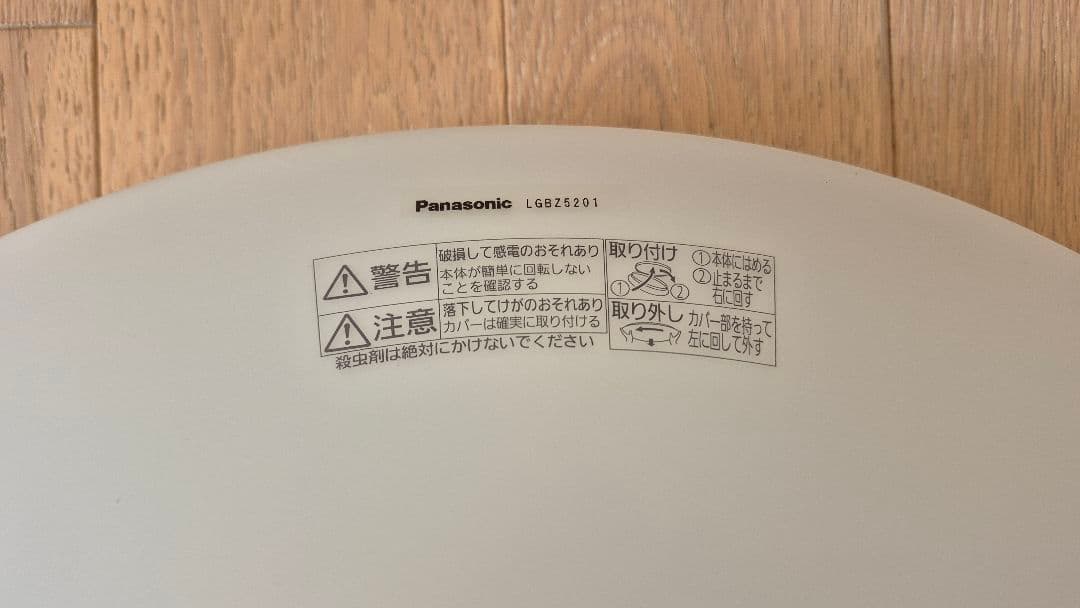 Panasonic LGBZ5201
警告
破損して感電のおそれあり
本体が簡単に回転しない
ことを確認する
注意
落下してけがのおそれあり
カバーは確実に取り付ける
殺虫剤は絶対にかけないでください
取り付け
①本体にはめる
②止まるまで
右に回す
① ②
取り外し
カバー部を持って
左に回して外す